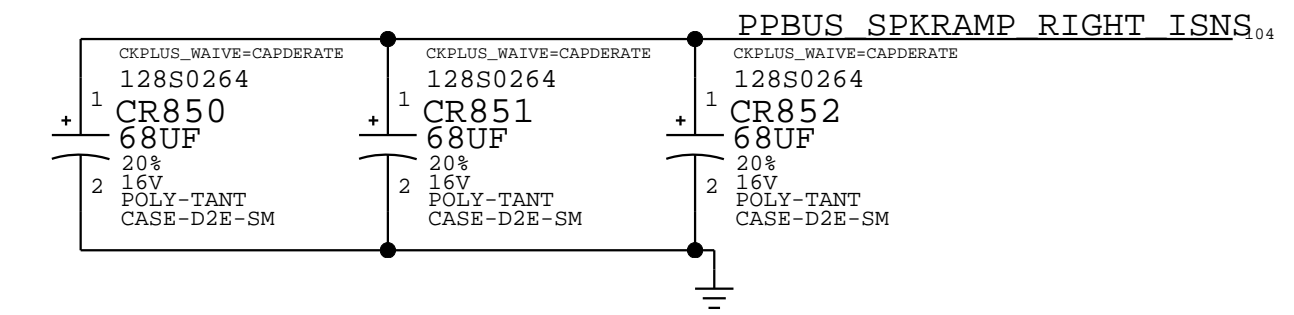 PPBUS_SPKRAMP_RIGHT_ISNS 104
CKPLUS_WAIVE=CAPDERATE
128S0264
1
CR850
+
68UF
20%
2
16V
POLY-TANT
CASE-D2E-SM
CKPLUS_WAIVE=CAPDERATE
128S0264
1
CR851
+
68UF
20%
2
16V
POLY-TANT
CASE-D2E-SM
CKPLUS_WAIVE=CAPDERATE
128S0264
1
CR852
+
68UF
20%
2
16V
POLY-TANT
CASE-D2E-SM